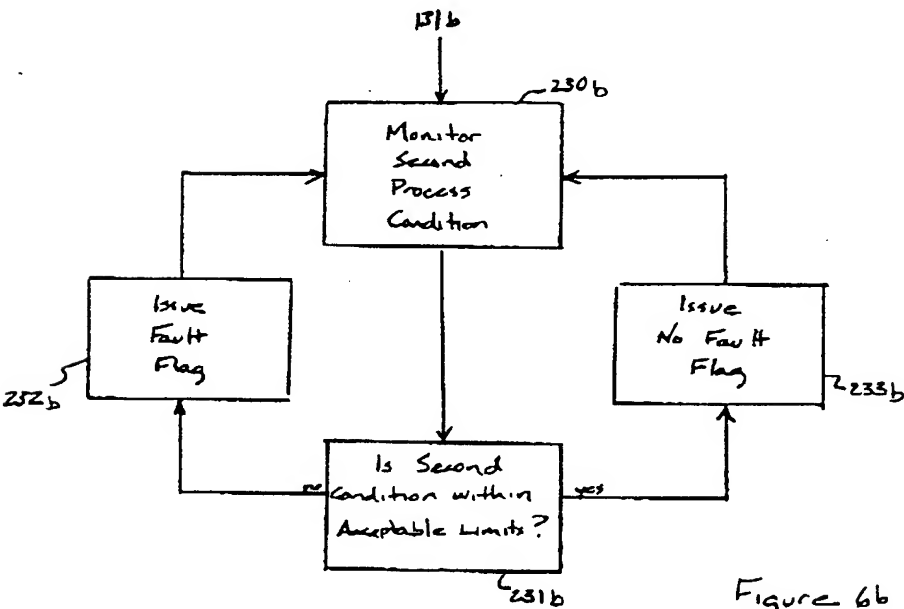 131b
230b
Monitor
Second
Process
Condition
Issue
Fault
Flag
232b
Issue
No Fault
Flag
233b
no
yes
Is Second
Condition within
Acceptable Limits?
231b
Figure 6b